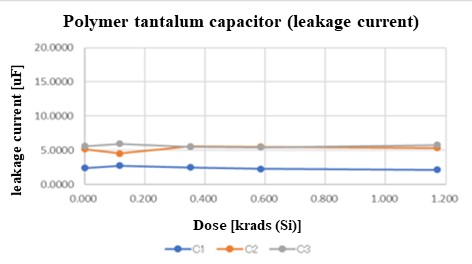 Polymer tantalum capacitor (leakage current)
20.0000
15.0000
10.0000
5.0000
0.0000
leakage current [uF]
0.000 0.200 0.400 0.600 0.800 1.000 1.200
Dose [krads (Si)]
C1 C2 C3